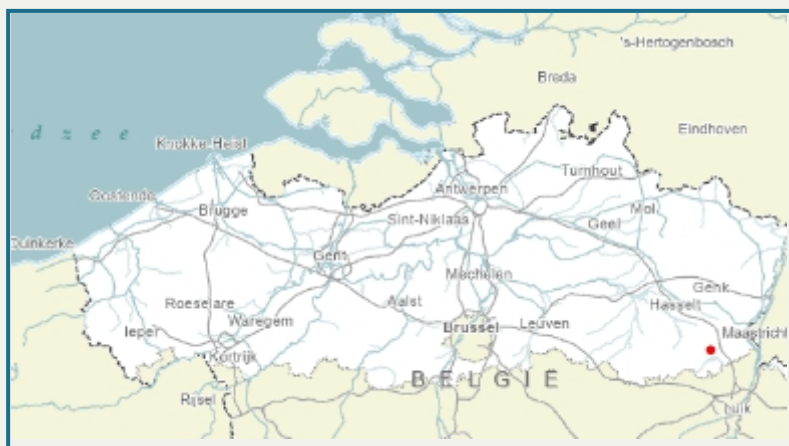 's-Hertogenbosch
Breda
d z e e
Eindhoven
Knokke-Heist
Turnhout
Antwerpen
Oostende
Brugge
Mol
Sint-Niklaas
Geel
Duinkerke
Gent
Mechelen
Genk
Roeselare
Aalst
Hasselt
Waregem
Brussel
Leuven
Ieper
Maastricht
Kortrijk
BELGIË
Rijsel
Luik